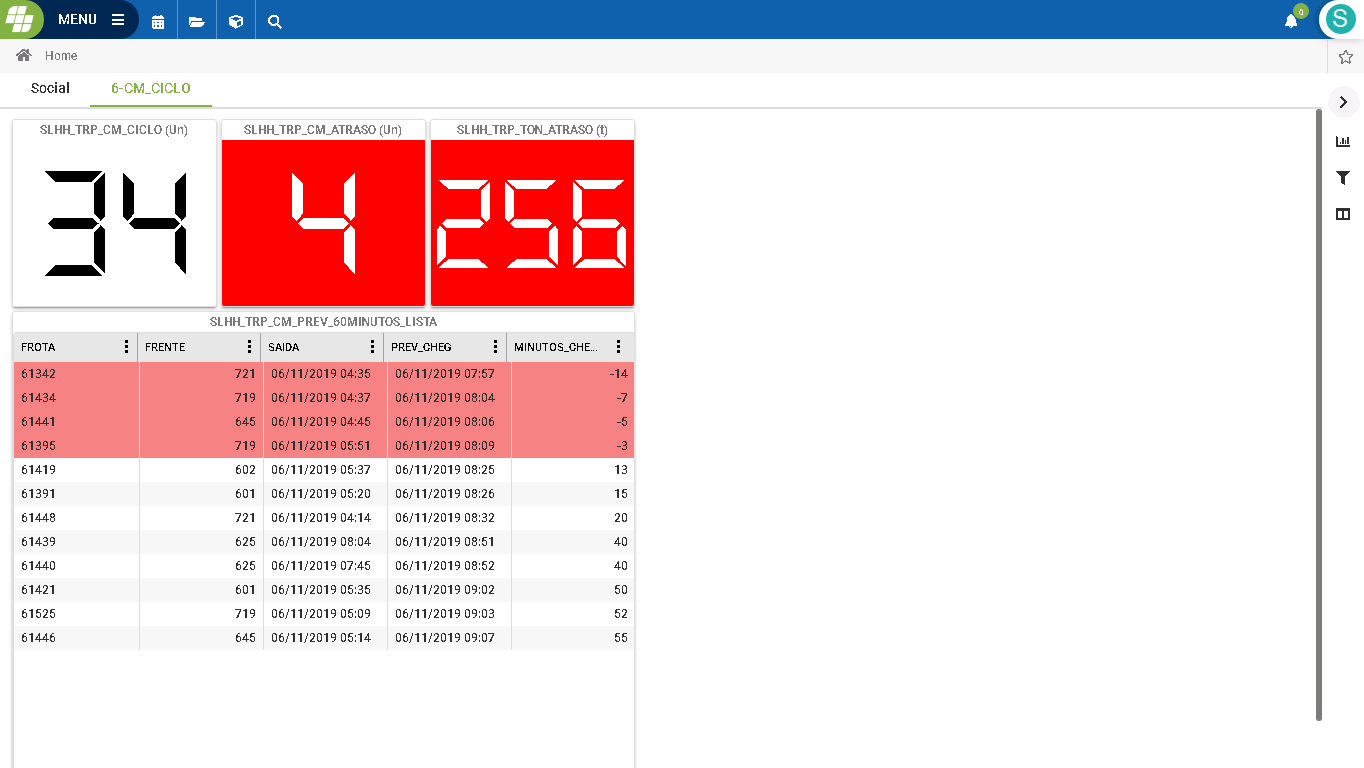 MENU
0
S
Home
Social 6-CM_CICLO
SLHH_TRP_CM_CICLO (Un) SLHH_TRP_CM_ATRASO (Un) SLHH_TRP_TON_ATRASO (t)
34 4 256
SLHH_TRP_CM_PREV_60MINUTOS_LISTA
FROTA FRENTE SAIDA PREV_CHEG MINUTOS_CHE...
61342 721 06/11/2019 04:35 06/11/2019 07:57 -14
61434 719 06/11/2019 04:37 06/11/2019 08:04 -7
61441 645 06/11/2019 04:45 06/11/2019 08:06 -5
61395 719 06/11/2019 05:51 06/11/2019 08:09 -3
61419 602 06/11/2019 05:37 06/11/2019 08:25 13
61391 601 06/11/2019 05:20 06/11/2019 08:26 15
61448 721 06/11/2019 04:14 06/11/2019 08:32 20
61439 625 06/11/2019 08:04 06/11/2019 08:51 40
61440 625 06/11/2019 07:45 06/11/2019 08:52 40
61421 601 06/11/2019 05:35 06/11/2019 09:02 50
61525 719 06/11/2019 05:09 06/11/2019 09:03 52
61446 645 06/11/2019 05:14 06/11/2019 09:07 55